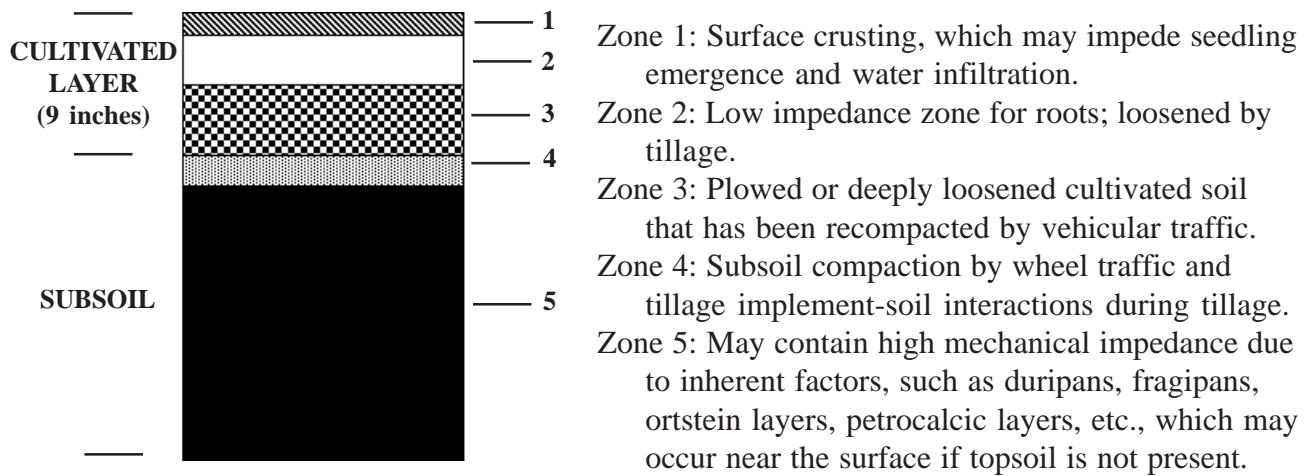 CULTIVATED
LAYER
(9 inches)
SUBSOIL
1
2
3
4
5
Zone 1: Surface crusting, which may impede seedling
emergence and water infiltration.
Zone 2: Low impedance zone for roots; loosened by
tillage.
Zone 3: Plowed or deeply loosened cultivated soil
that has been recompacted by vehicular traffic.
Zone 4: Subsoil compaction by wheel traffic and
tillage implement-soil interactions during tillage.
Zone 5: May contain high mechanical impedance due
to inherent factors, such as duripans, fragipans,
ortstein layers, petrocalcic layers, etc., which may
occur near the surface if topsoil is not present.